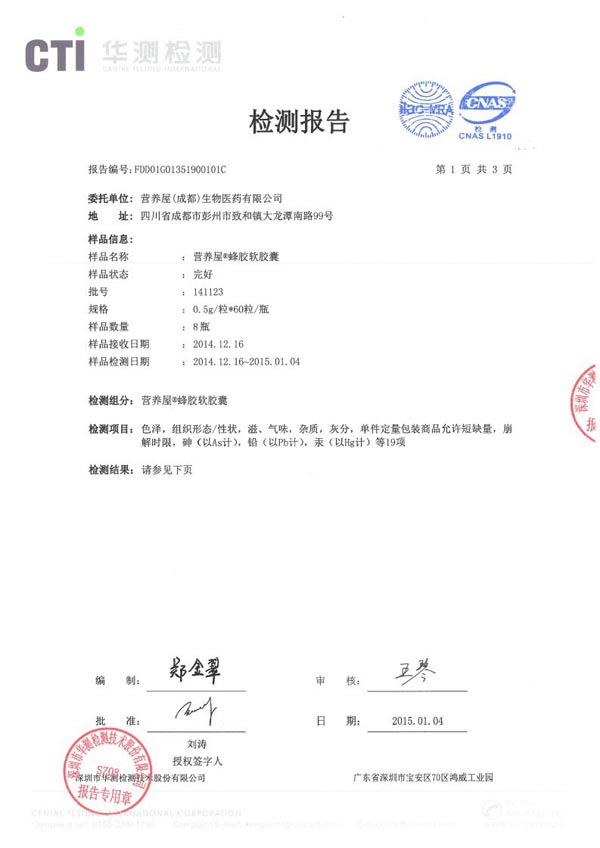 CTi 华测检测
CENTRE TESTING INTERNATIONAL
ilac-MRA
CNAS
检 测
CNAS L1910
检测报告
报告编号:FDD01G01351900101C
第 1 页 共 3 页
委托单位: 营养屋(成都)生物医药有限公司
地 址: 四川省成都市彭州市致和镇大龙潭南路99号
样品信息:
样品名称 : 营养屋®蜂胶软胶囊
样品状态 : 完好
批号 : 141123
规格 : 0.5g/粒*60粒/瓶
样品数量 : 8瓶
样品接收日期 : 2014.12.16
样品检测日期 : 2014.12.16~2015.01.04
检测组分: 营养屋®蜂胶软胶囊
检测项目: 色泽, 组织形态/性状, 滋、气味, 杂质, 灰分, 单件定量包装商品允许短缺量, 崩
解时限, 砷（以As计）, 铅（以Pb计）, 汞（以Hg计）等19项
检测结果: 请参见下页
深圳市华
编 制: 郑金翠
审 核: 王琴
批 准:
日 期: 2015.01.04
刘涛
授权签字人
深圳市华测检测技术股份有限公司
广东省深圳市宝安区70区鸿威工业园
深圳市华测检测技术股份有限公司
SZ08
报告专用章
CENTRE TESTING INTERNATIONAL CORPORATION